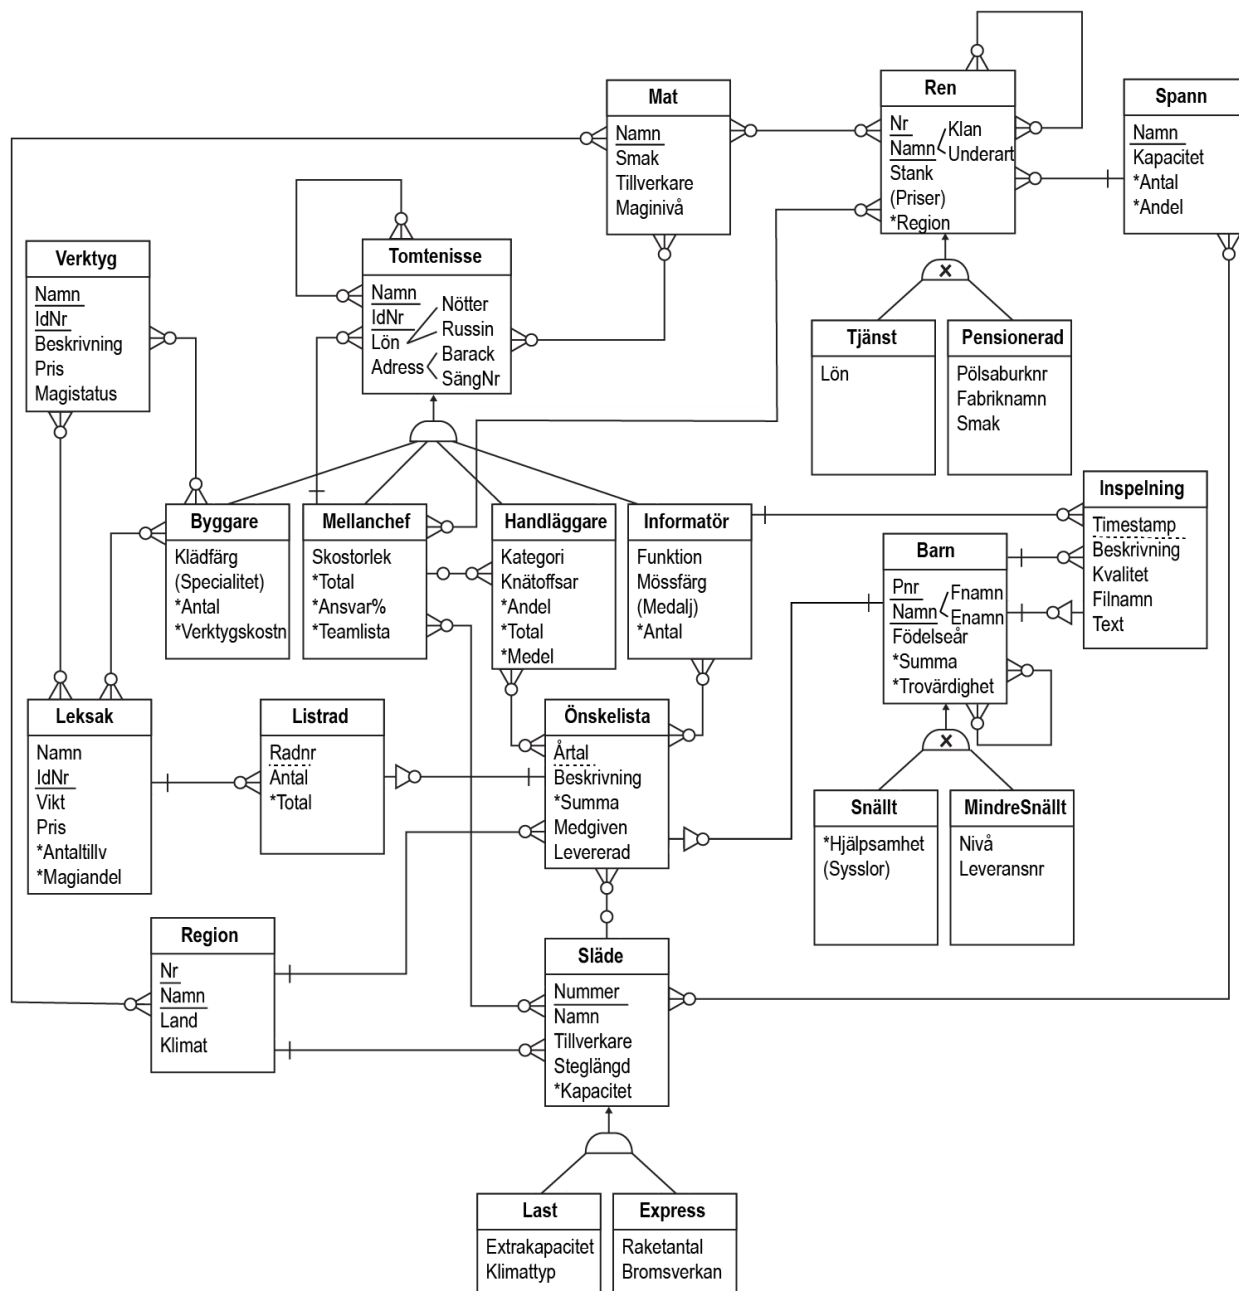 Mat
Namn
Smak
Tillverkare
Maginivå
Ren
Nr
Namn
Klan
Underart
Stank
(Priser)
*Region
Spann
Namn
Kapacitet
*Antal
*Andel
Verktyg
Namn
IdNr
Beskrivning
Pris
Magistatus
Tomtenisse
Namn
IdNr
Lön
Nötter
Russin
Adress
Barack
SängNr
Tjänst
Lön
Pensionerad
Pölsaburknr
Fabriknamn
Smak
Byggare
Klädfärg
(Specialitet)
*Antal
*Verktygskostn
Mellanchef
Skostorlek
*Total
*Ansvar%
*Teamlista
Handläggare
Kategori
Knätoffsar
*Andel
*Total
*Medel
Informatör
Funktion
Mössfärg
(Medalj)
*Antal
Barn
Pnr
Namn
Fnamn
Enamn
Födelseår
*Summa
*Trovärdighet
Inspelning
Timestamp
Beskrivning
Kvalitet
Filnamn
Text
Leksak
Namn
IdNr
Vikt
Pris
*Antaltillv
*Magiandel
Listrad
Radnr
Antal
*Total
Önskelista
Årtal
Beskrivning
*Summa
Medgiven
Levererad
Snällt
*Hjälpsamhet
(Sysslor)
MindreSnällt
Nivå
Leveransnr
Region
Nr
Namn
Land
Klimat
Släde
Nummer
Namn
Tillverkare
Steglängd
*Kapacitet
Last
Extrakapacitet
Klimattyp
Express
Raketantal
Bromsverkan